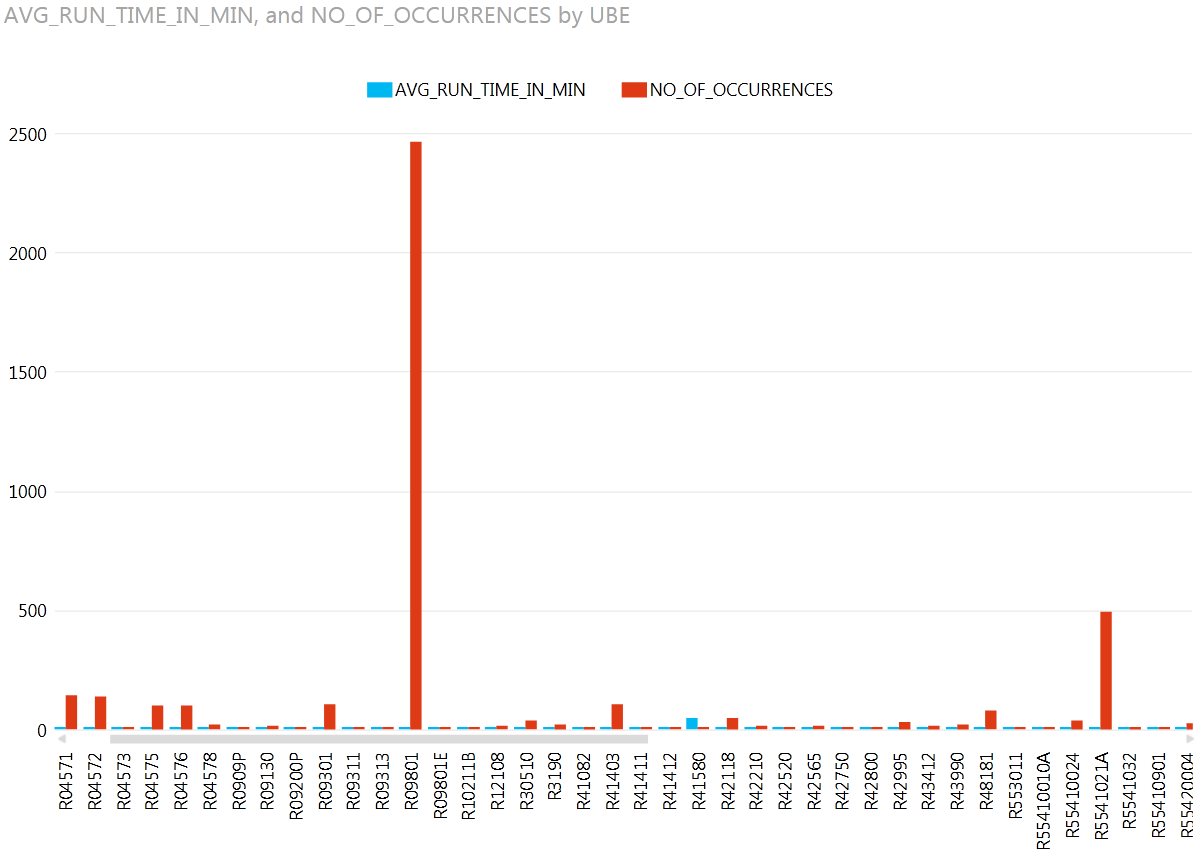 AVG_RUN_TIME_IN_MIN, and NO_OF_OCCURRENCES by UBE
AVG_RUN_TIME_IN_MIN NO_OF_OCCURRENCES
2500
2000
1500
1000
500
0
R04571
R04572
R04573
R04575
R04576
R04578
R0909P
R09130
R09200P
R09301
R09311
R09313
R09801
R09801E
R10211B
R12108
R30510
R3190
R41082
R41403
R41411
R41412
R41580
R42118
R42210
R42520
R42565
R42750
R42800
R42995
R43412
R43990
R48181
R553011
R55410010A
R55410024
R5541021A
R5541032
R55410901
R55420004